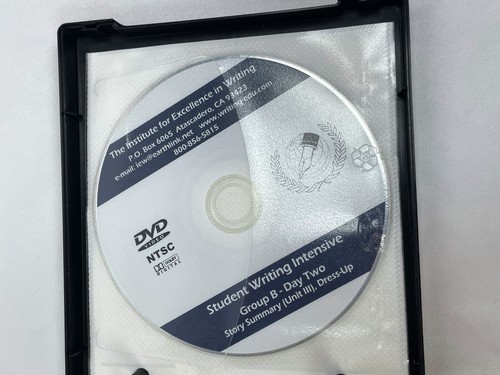 The Institute for Excellence in Writing
P.O. Box 6065 Atascadero, CA 93423
e-mail: iew@earthlink.net www.writing-edu.com
800-856-5815
DVD
VIDEO
NTSC
DOLBY
DIGITAL
Student Writing Intensive
Group B - Day Two
Story Summary (Unit III), Dress-Up